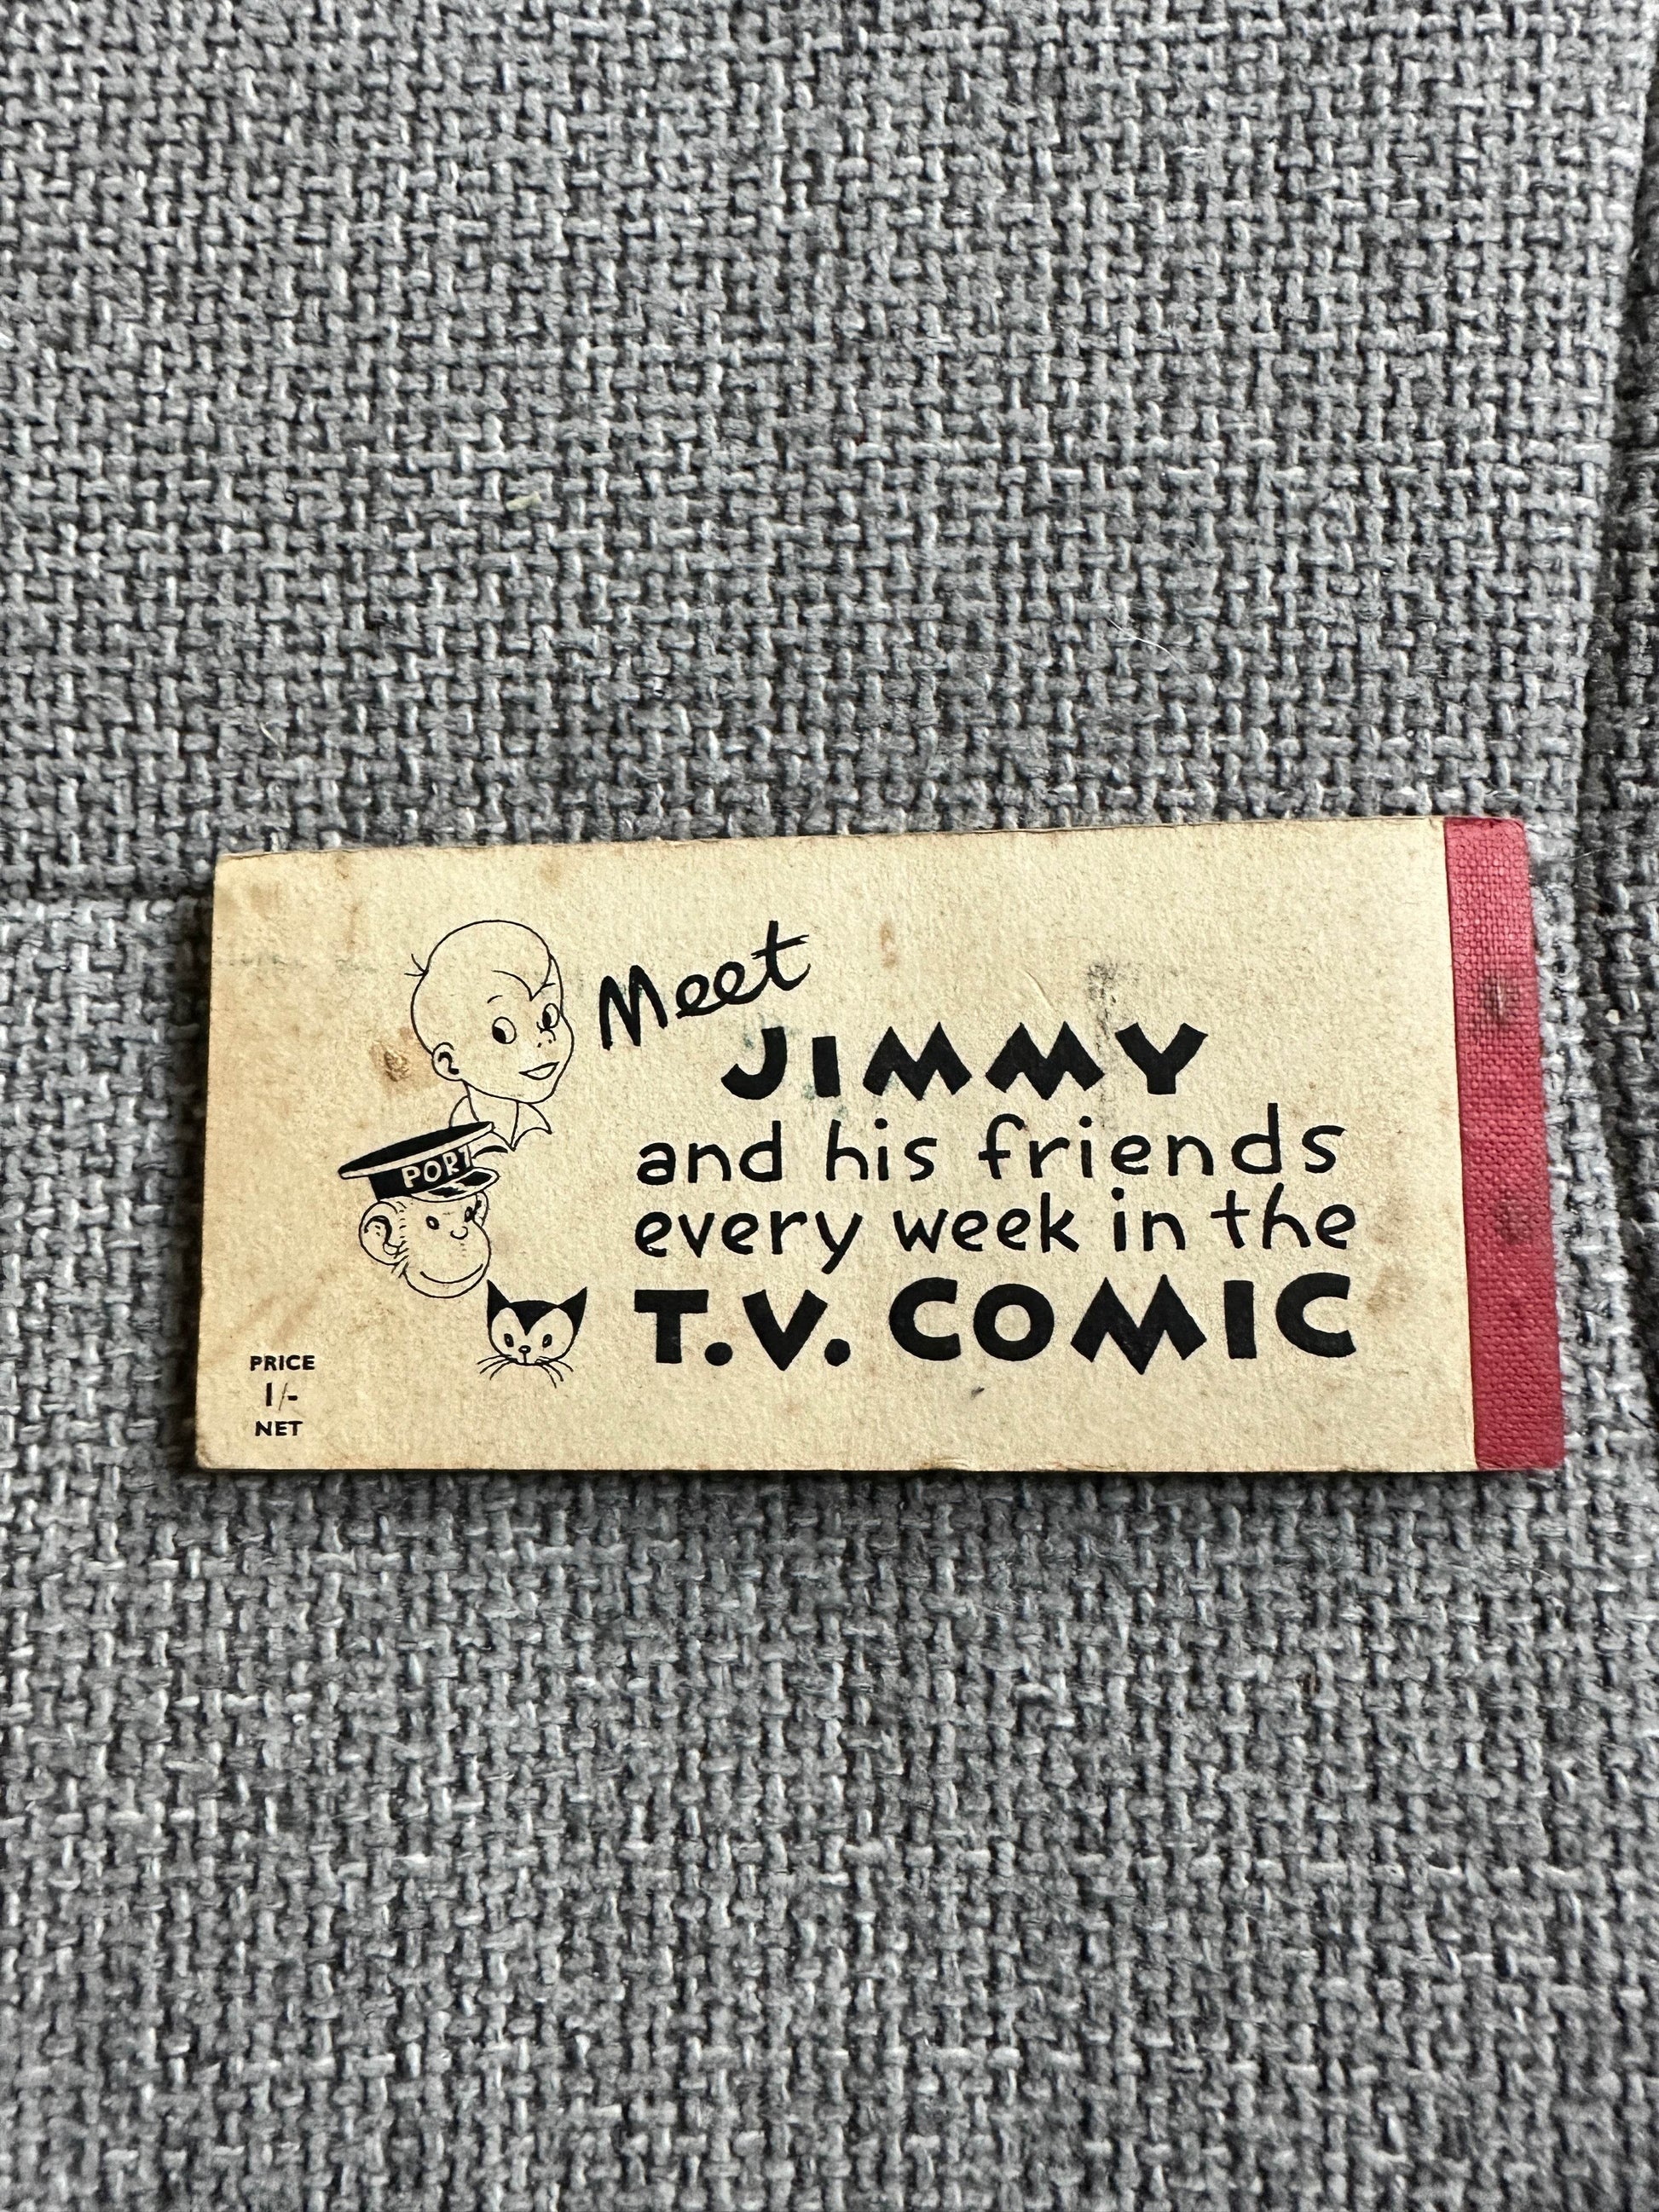 Meet
JIMMY
and his friends
every week in the
T.V. COMIC
PORT
PRICE
1/-
NET